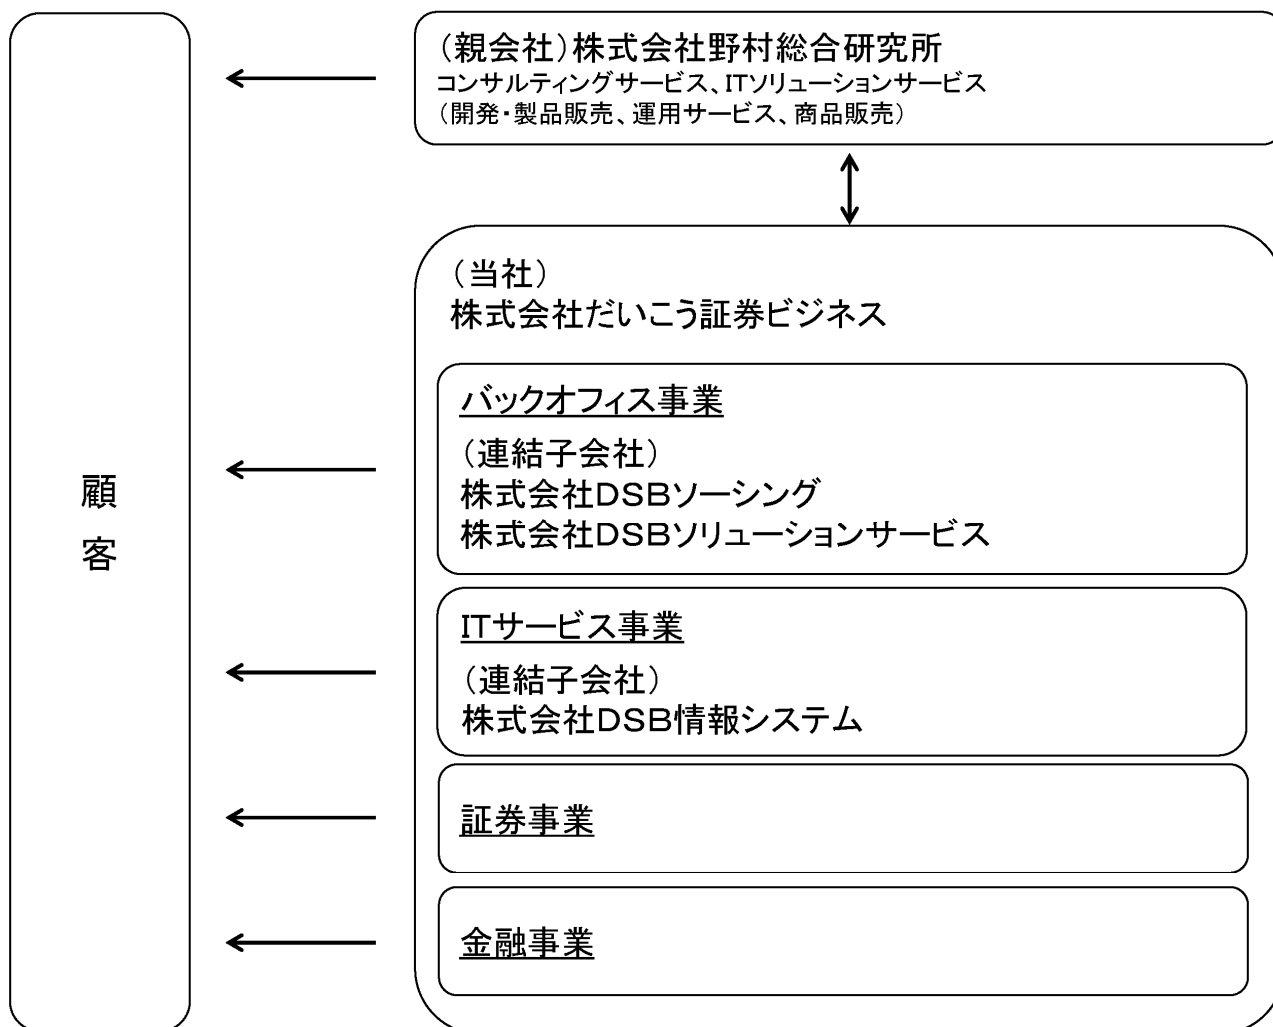 （親会社）株式会社野村総合研究所
コンサルティングサービス、ITソリューションサービス
（開発・製品販売、運用サービス、商品販売）
（当社）
株式会社だいこう証券ビジネス
バックオフィス事業
（連結子会社）
株式会社ＤＳＢソーシング
株式会社ＤＳＢソリューションサービス
ITサービス事業
（連結子会社）
株式会社ＤＳＢ情報システム
証券事業
金融事業
顧
客